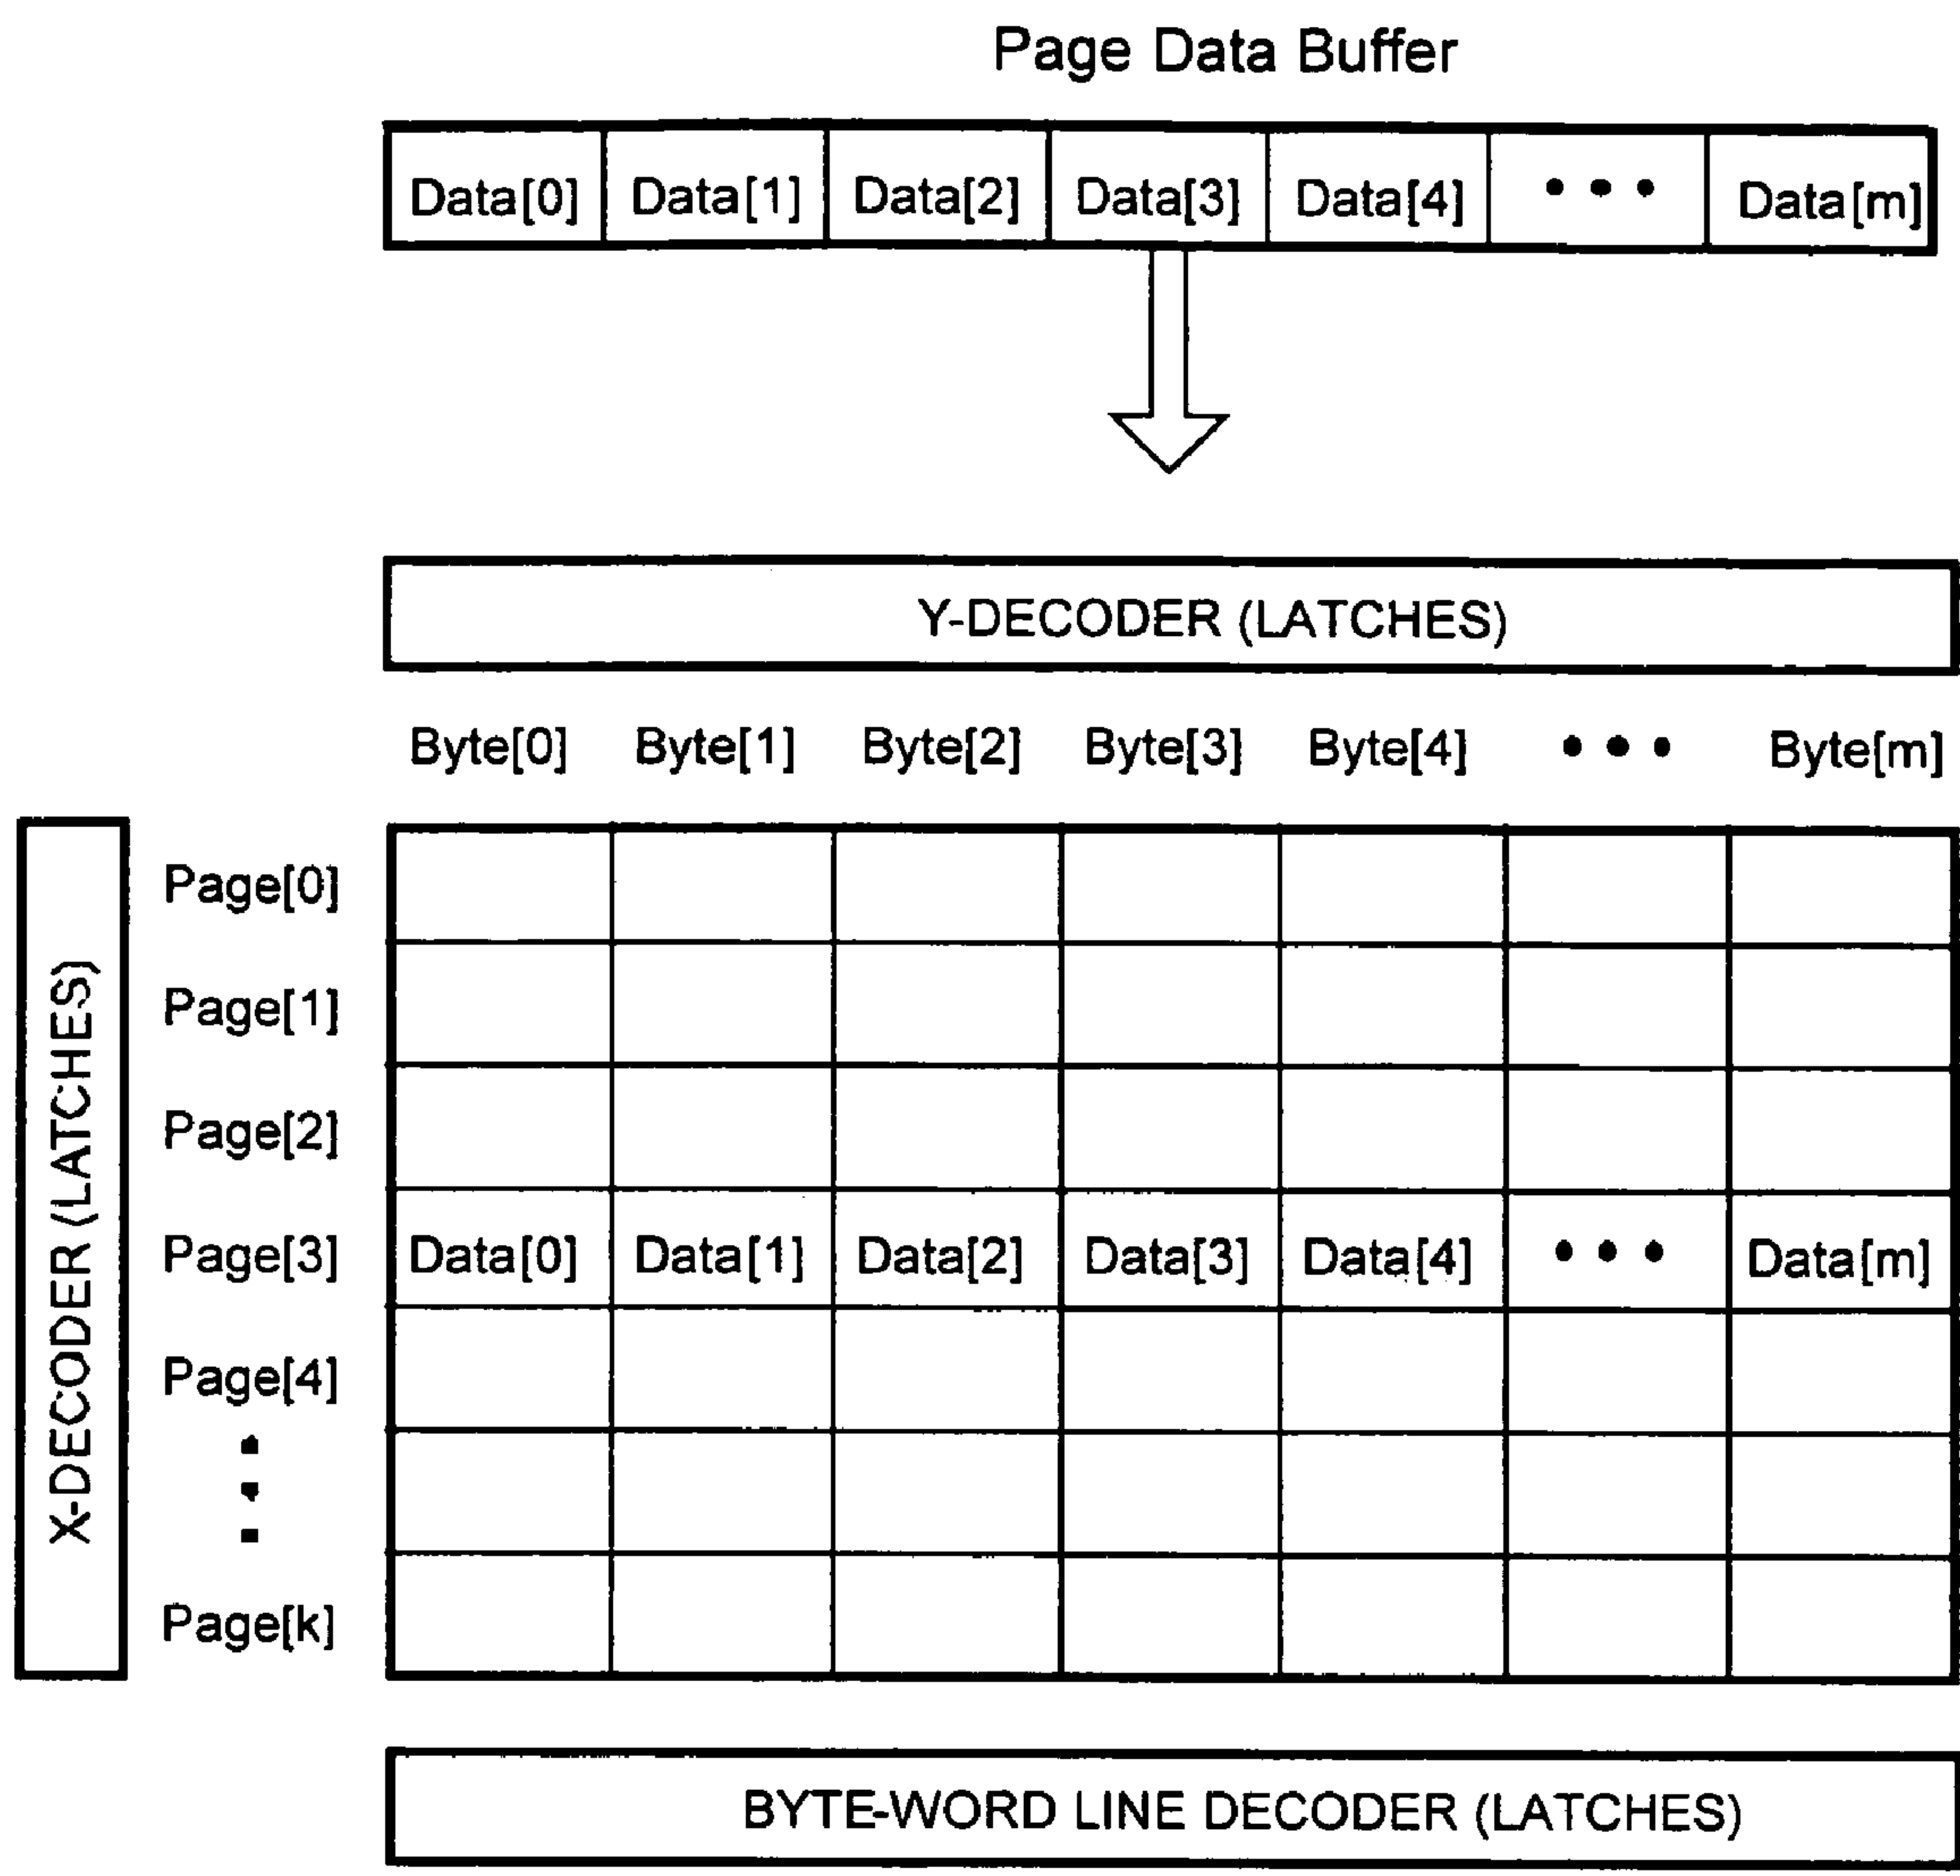 Page Data Buffer
Data[0] Data[1] Data[2] Data[3] Data[4] • • • Data[m]
Y-DECODER (LATCHES)
Byte[0] Byte[1] Byte[2] Byte[3] Byte[4] • • • Byte[m]
X-DECODER (LATCHES)
Page[0]
Page[1]
Page[2]
Page[3] Data[0] Data[1] Data[2] Data[3] Data[4] • • • Data[m]
Page[4]
Page[k]
BYTE-WORD LINE DECODER (LATCHES)